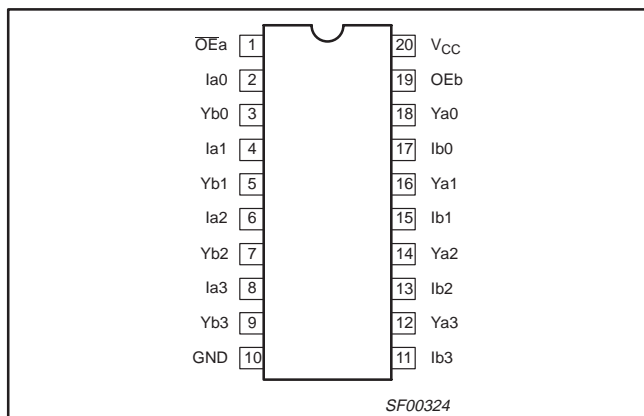 O̅E̅a 1 20 VCC
Ia0 2 19 OEb
Yb0 3 18 Ya0
Ia1 4 17 Ib0
Yb1 5 16 Ya1
Ia2 6 15 Ib1
Yb2 7 14 Ya2
Ia3 8 13 Ib2
Yb3 9 12 Ya3
GND 10 11 Ib3
SF00324